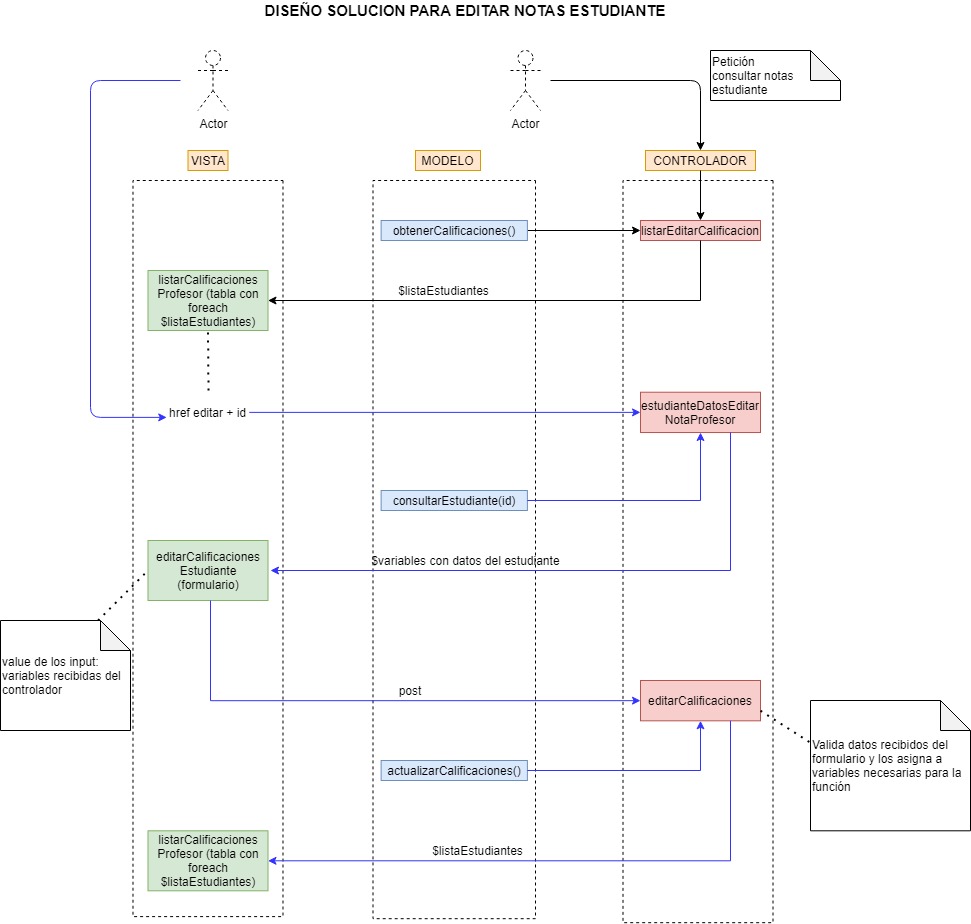 DISEÑO SOLUCION PARA EDITAR NOTAS ESTUDIANTE
Petición
consultar notas
estudiante
Actor
Actor
VISTA
MODELO
CONTROLADOR
obtenerCalificaciones()
listarEditarCalificacion
listarCalificaciones
Profesor (tabla con
foreach
$listaEstudiantes)
$listaEstudiantes
href editar + id
estudianteDatosEditar
NotaProfesor
consultarEstudiante(id)
editarCalificaciones
Estudiante
(formulario)
$variables con datos del estudiante
value de los input:
variables recibidas del
controlador
post
editarCalificaciones
Valida datos recibidos del
formulario y los asigna a
variables necesarias para la
función
actualizarCalificaciones()
listarCalificaciones
Profesor (tabla con
foreach
$listaEstudiantes)
$listaEstudiantes